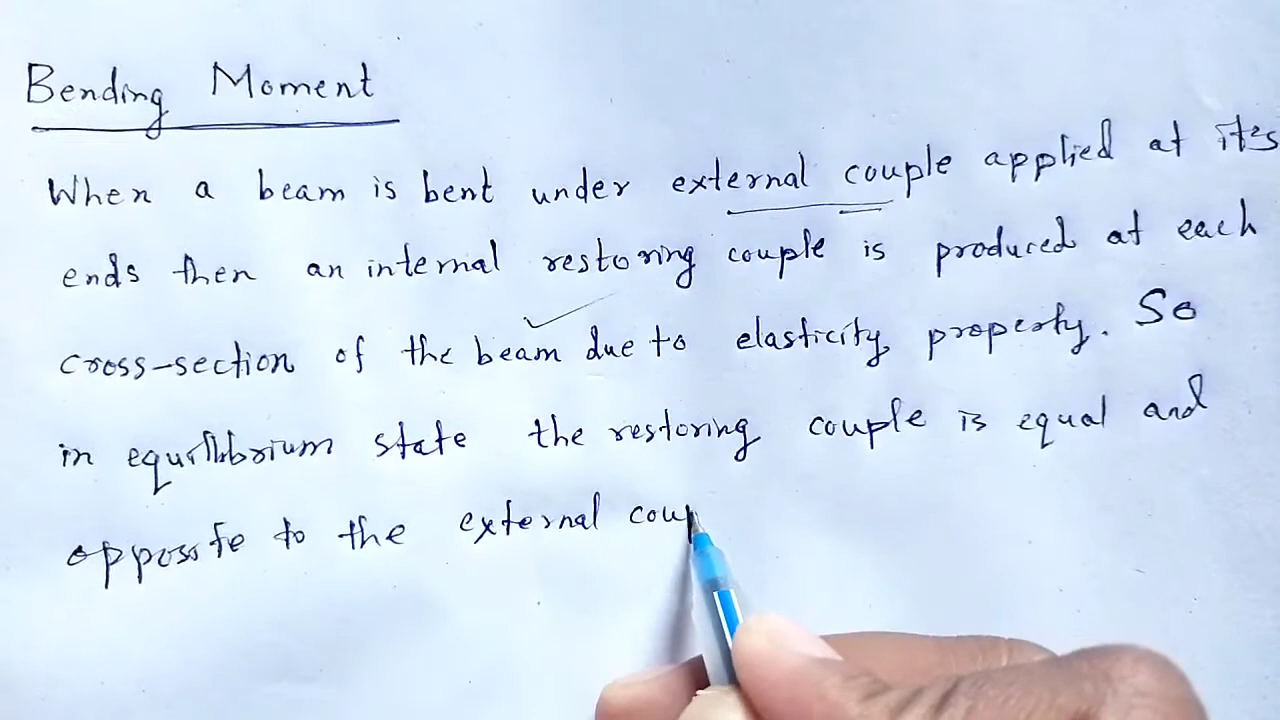 Bending Moment
When a beam is bent under external couple applied at it's
ends then an internal restoring couple is produced at each
cross-section of the beam due to elasticity property. So
in equilibrium state the restoring couple is equal and
opposite to the external coup